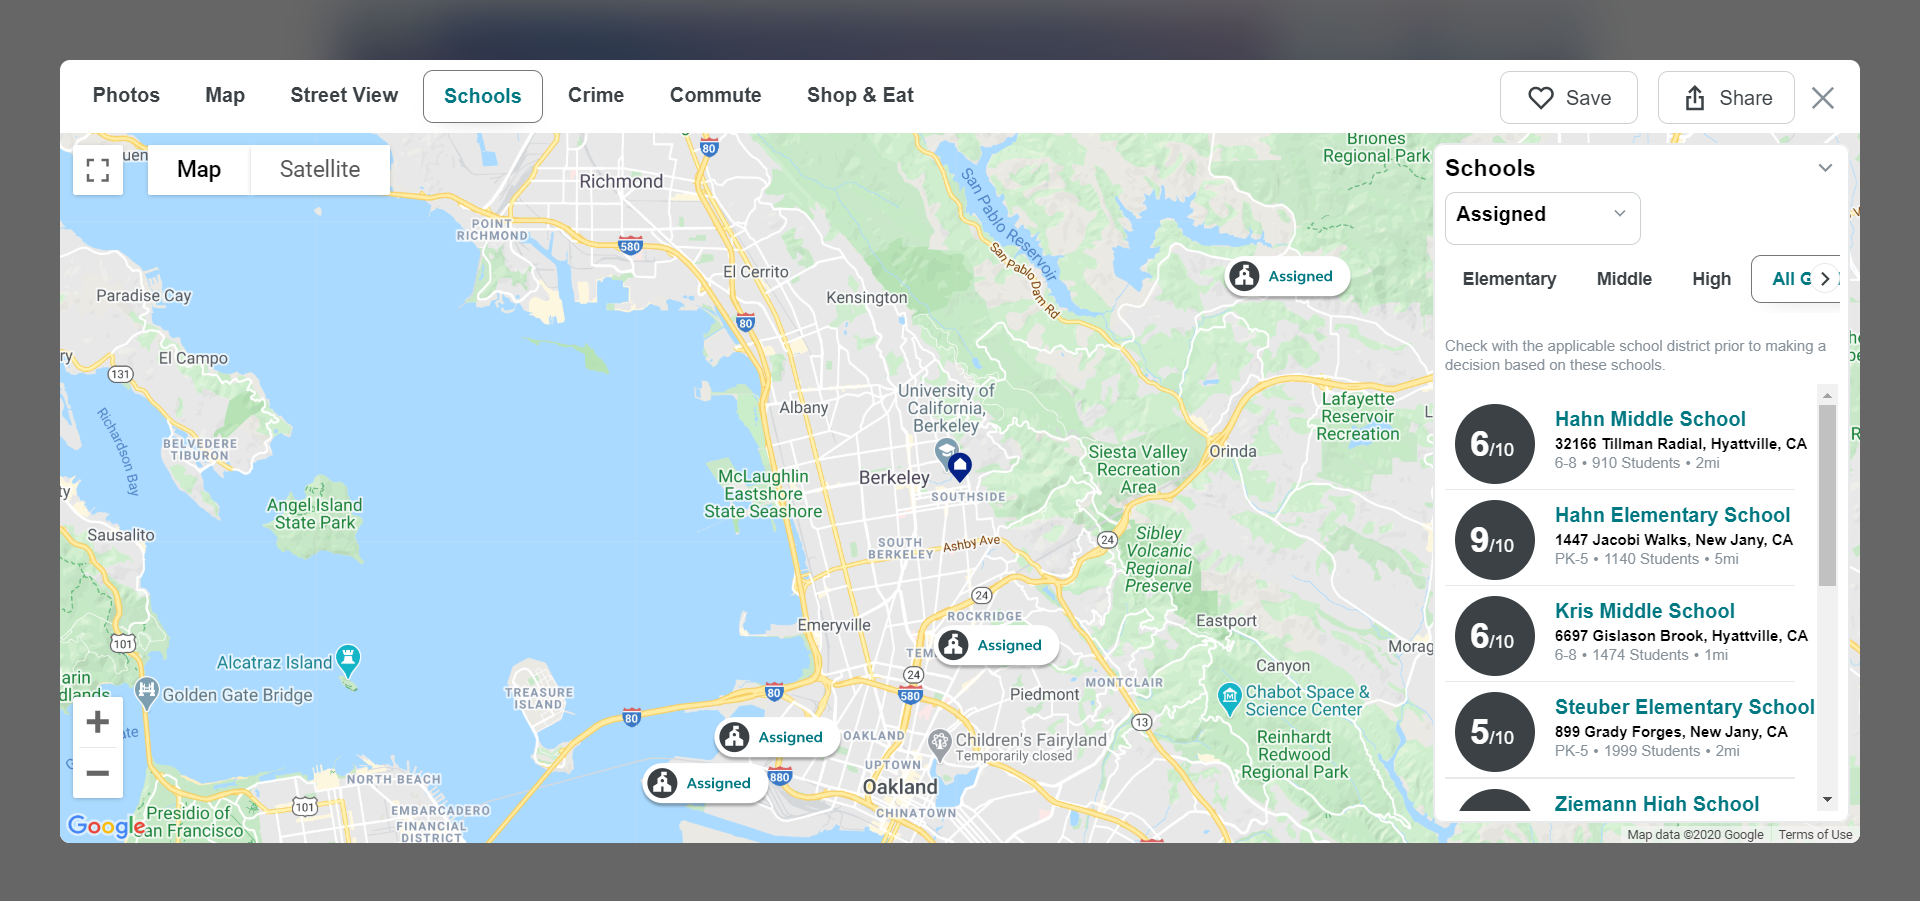 Photos
Map
Street View
Schools
Crime
Commute
Shop & Eat
Save
Share
Map
Satellite
Richmond
80
Briones
Regional Park
POINT
RICHMOND
580
San Pablo Reservoir
San Pablo Dam Rd
El Cerrito
Assigned
Paradise Cay
Kensington
80
El Campo
131
University of
California,
Berkeley
Albany
Lafayette
Reservoir
Recreation
Richardson
Bay
BELVEDERE
TIBURON
Siesta Valley
Recreation
Area
Orinda
Berkeley
McLaughlin
Eastshore
State Seashore
SOUTHSIDE
Angel Island
State Park
Sausalito
SOUTH
BERKELEY
Ashby Ave
24
Sibley
Volcanic
Regional
Preserve
24
ROCKRIDGE
Emeryville
Eastport
101
Assigned
Alcatraz Island
Golden Gate Bridge
24
Canyon
TREASURE
ISLAND
80
580
Piedmont
MONTCLAIR
Chabot Space &
Science Center
80
13
Assigned
OAKLAND
Children's Fairyland
Temporarily closed
Reinhardt
Redwood
Regional Park
UPTOWN
Assigned
880
Oakland
NORTH BEACH
101
EMBARCADERO
FINANCIAL
DISTRICT
CHINATOWN
Presidio of
San Francisco
Google
Schools
Assigned
Elementary
Middle
High
All G
Check with the applicable school district prior to making a
decision based on these schools.
6/10
Hahn Middle School
32166 Tillman Radial, Hyattville, CA
6-8 • 910 Students • 2mi
9/10
Hahn Elementary School
1447 Jacobi Walks, New Jany, CA
PK-5 • 1140 Students • 5mi
6/10
Kris Middle School
6697 Gislason Brook, Hyattville, CA
6-8 • 1474 Students • 1mi
5/10
Steuber Elementary School
899 Grady Forges, New Jany, CA
PK-5 • 1999 Students • 2mi
Ziemann High School
Map data ©2020 Google
Terms of Use